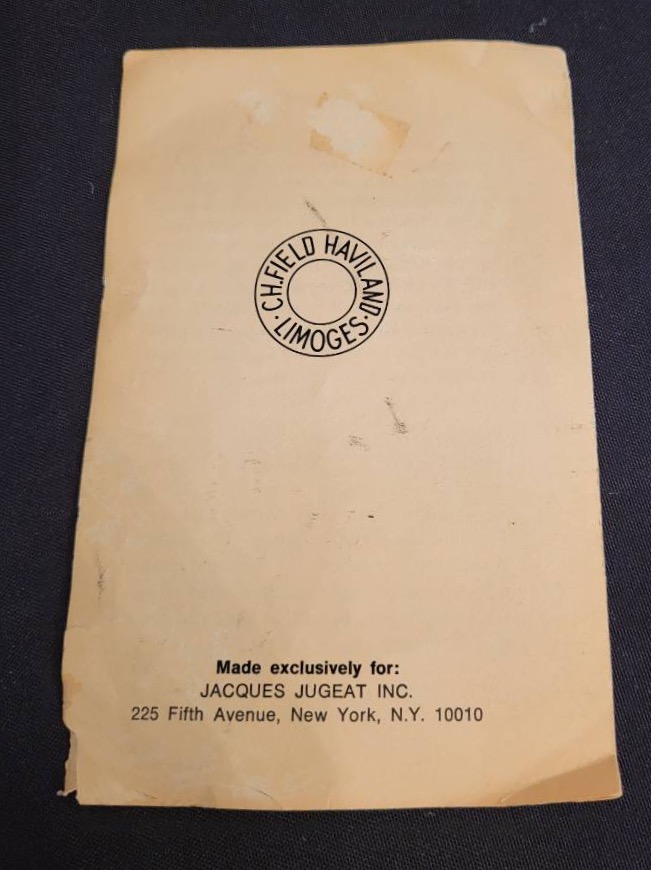 CH.FIELD HAVILAND
· LIMOGES ·
Made exclusively for:
JACQUES JUGEAT INC.
225 Fifth Avenue, New York, N.Y. 10010